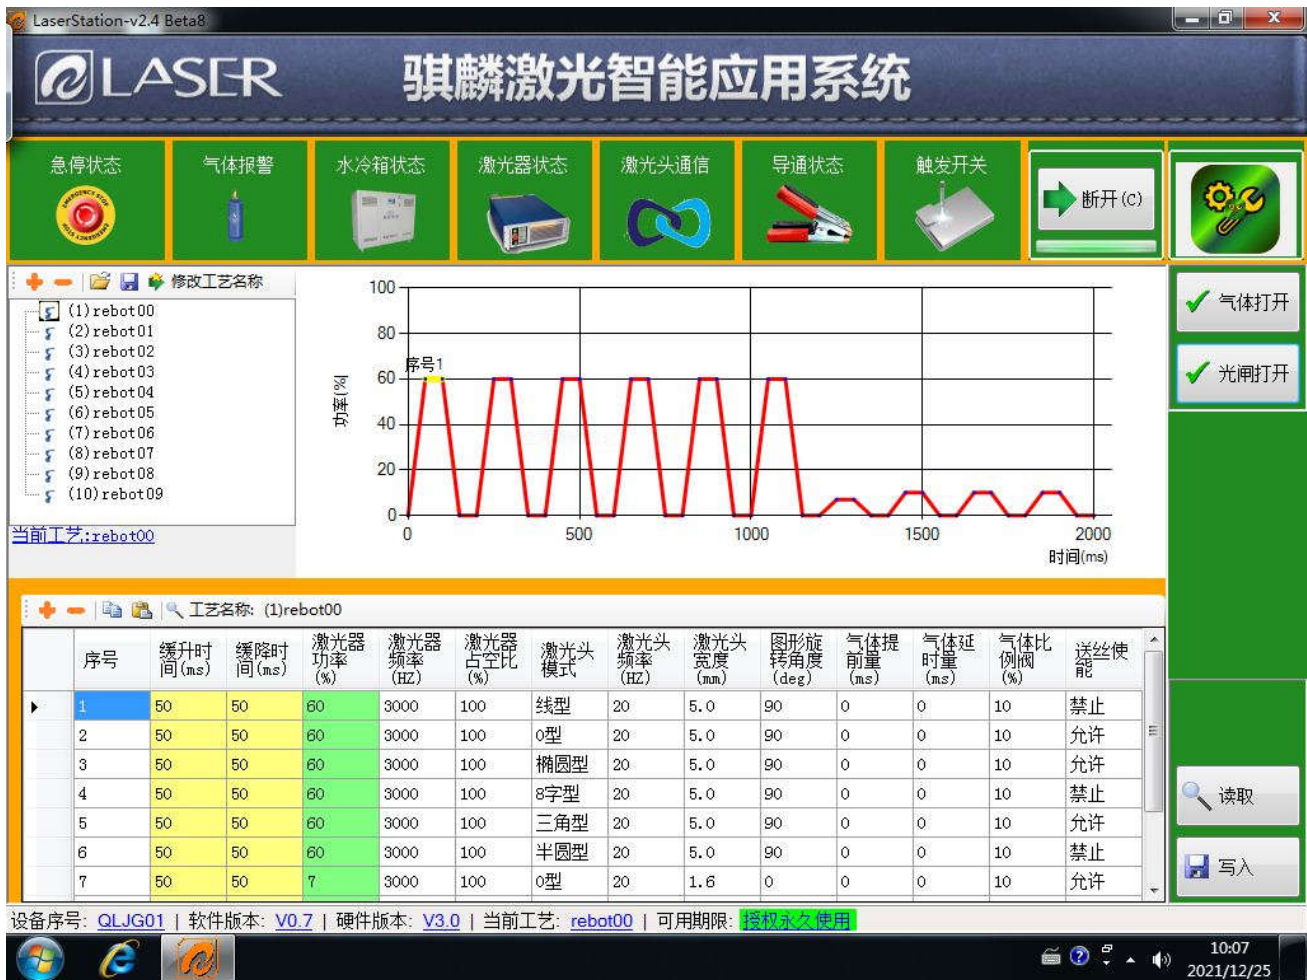 LaserStation-v2.4 Beta8
LASER 骐麟激光智能应用系统
急停状态 气体报警 水冷箱状态 激光器状态 激光头通信 导通状态 触发开关 断开(C)
修改工艺名称
(1)rebot00
(2)rebot01
(3)rebot02
(4)rebot03
(5)rebot04
(6)rebot05
(7)rebot06
(8)rebot07
(9)rebot08
(10)rebot09
当前工艺:rebot00
功率[%]
100
80
60
40
20
0
序号1
0 500 1000 1500 2000
时间(ms)
气体打开
光闸打开
工艺名称: (1)rebot00
序号 缓升时间(ms) 缓降时间(ms) 激光器功率(%) 激光器频率(HZ) 激光器占空比(%) 激光头模式 激光头频率(HZ) 激光头宽度(mm) 图形旋转角度(deg) 气体提前量(ms) 气体延时量(ms) 气体比例阀(%) 送丝使能
1 50 50 60 3000 100 线型 20 5.0 90 0 0 10 禁止
2 50 50 60 3000 100 0型 20 5.0 90 0 0 10 允许
3 50 50 60 3000 100 椭圆型 20 5.0 90 0 0 10 允许
4 50 50 60 3000 100 8字型 20 5.0 90 0 0 10 禁止
5 50 50 60 3000 100 三角型 20 5.0 90 0 0 10 允许
6 50 50 60 3000 100 半圆型 20 5.0 90 0 0 10 禁止
7 50 50 7 3000 100 0型 20 1.6 0 0 0 10 允许
读取
写入
设备序号: QLJG01 | 软件版本: V0.7 | 硬件版本: V3.0 | 当前工艺: rebot00 | 可用期限: 授权永久使用
10:07
2021/12/25